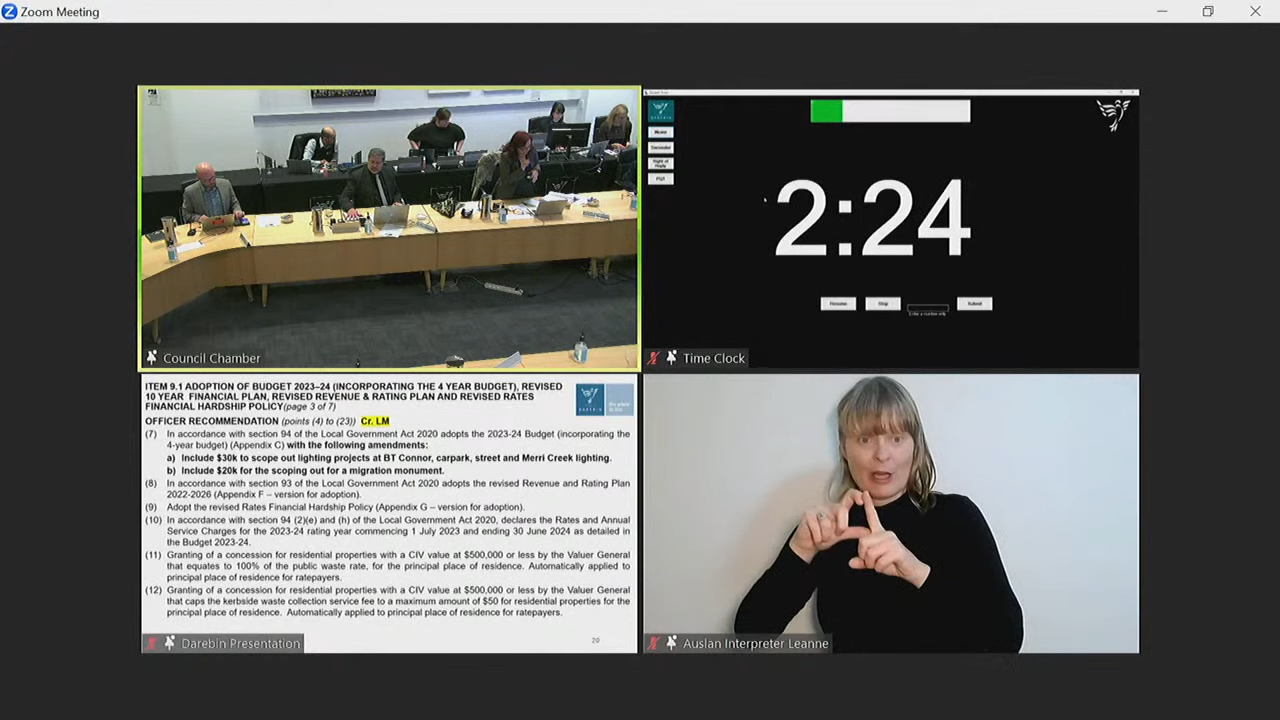 Zoom Meeting
Council Chamber
2:24
Resume
Stop
Submit
Enter a number only
Time Clock
ITEM 9.1 ADOPTION OF BUDGET 2023–24 (INCORPORATING THE 4 YEAR BUDGET), REVISED
10 YEAR FINANCIAL PLAN, REVISED REVENUE & RATING PLAN AND REVISED RATES
FINANCIAL HARDSHIP POLICY(page 3 of 7)
OFFICER RECOMMENDATION (points (4) to (23)) Cr. LM
(7) In accordance with section 94 of the Local Government Act 2020 adopts the 2023-24 Budget (incorporating the
4-year budget) (Appendix C) with the following amendments:
a) Include $30k to scope out lighting projects at BT Connor, carpark, street and Merri Creek lighting.
b) Include $20k for the scoping out for a migration monument.
(8) In accordance with section 93 of the Local Government Act 2020 adopts the revised Revenue and Rating Plan
2022-2026 (Appendix F – version for adoption).
(9) Adopt the revised Rates Financial Hardship Policy (Appendix G – version for adoption).
(10) In accordance with section 94 (2)(e) and (h) of the Local Government Act 2020, declares the Rates and Annual
Service Charges for the 2023-24 rating year commencing 1 July 2023 and ending 30 June 2024 as detailed in
the Budget 2023-24.
(11) Granting of a concession for residential properties with a CIV value at $500,000 or less by the Valuer General
that equates to 100% of the public waste rate, for the principal place of residence. Automatically applied to
principal place of residence for ratepayers.
(12) Granting of a concession for residential properties with a CIV value at $500,000 or less by the Valuer General
that caps the kerbside waste collection service fee to a maximum amount of $50 for residential properties for the
principal place of residence. Automatically applied to principal place of residence for ratepayers.
20
Darebin Presentation
Auslan Interpreter Leanne